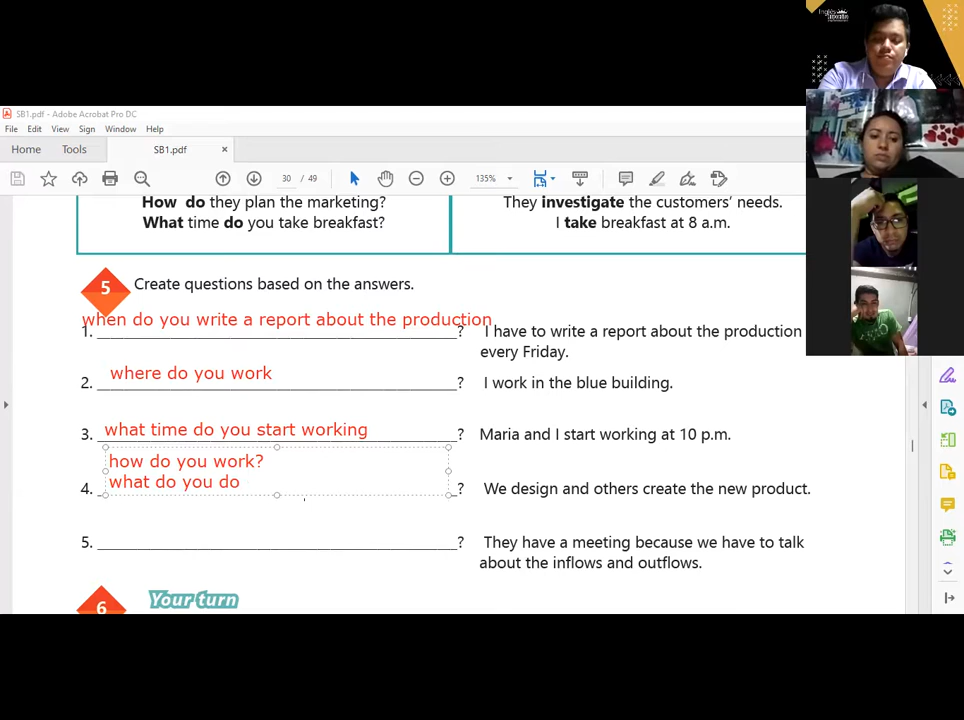 Inglés
Corporativo
SB1.pdf - Adobe Acrobat Pro DC
File Edit View Sign Window Help
Home Tools SB1.pdf ×
30 / 49 135%
How do they plan the marketing? They investigate the customers' needs.
What time do you take breakfast? I take breakfast at 8 a.m.
5 Create questions based on the answers.
when do you write a report about the production
1. ? I have to write a report about the production
every Friday.
where do you work
2. ? I work in the blue building.
what time do you start working
3. ? Maria and I start working at 10 p.m.
how do you work?
what do you do
4. ? We design and others create the new product.
5. ? They have a meeting because we have to talk
about the inflows and outflows.
6 Your turn